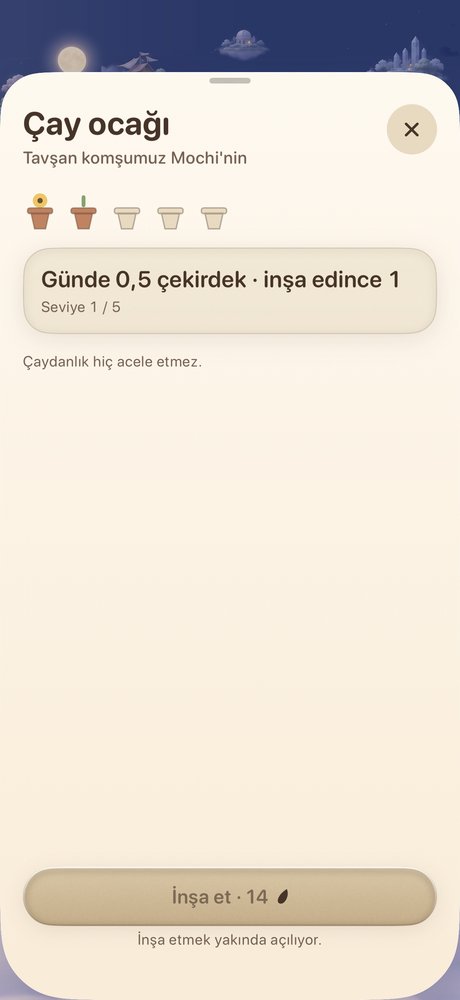 Çay ocağı
Tavşan komşumuz Mochi'nin
Günde 0,5 çekirdek · inşa edince 1
Seviye 1 / 5
Çaydanlık hiç acele etmez.
İnşa et · 14
İnşa etmek yakında açılıyor.